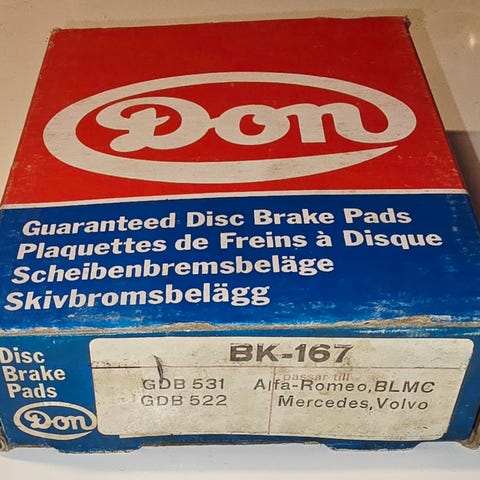 Don
Guaranteed Disc Brake Pads
Plaquettes de Freins à Disque
Scheibenbremsbeläge
Skivbromsbelägg
Disc
Brake
Pads
Don
BK-167
passar till
GDB 531 Alfa-Romeo, BLMC
GDB 522 Mercedes, Volvo